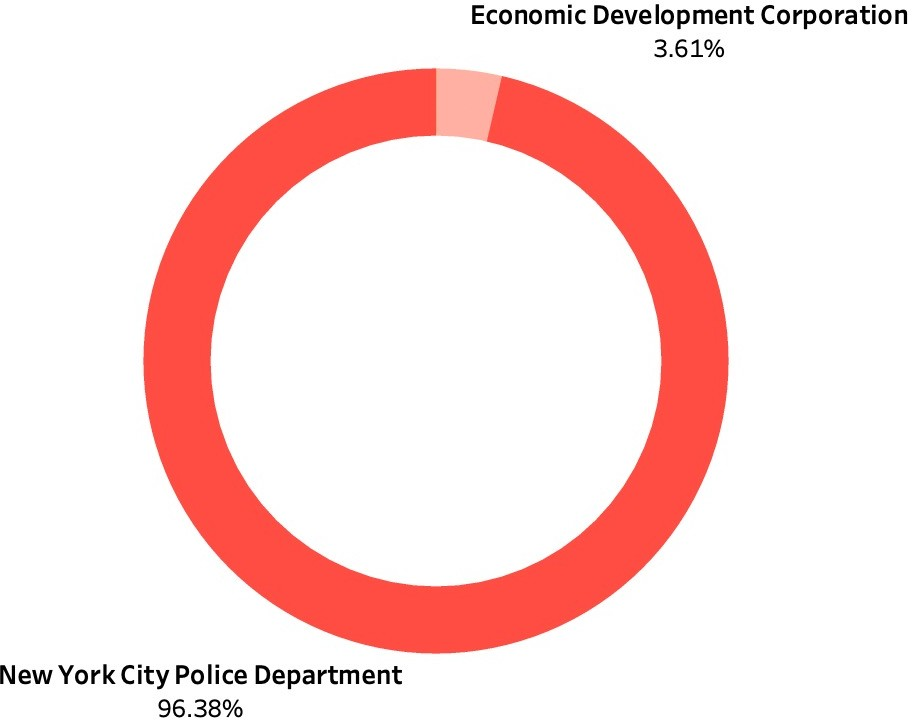 Economic Development Corporation
3.61%
New York City Police Department
96.38%